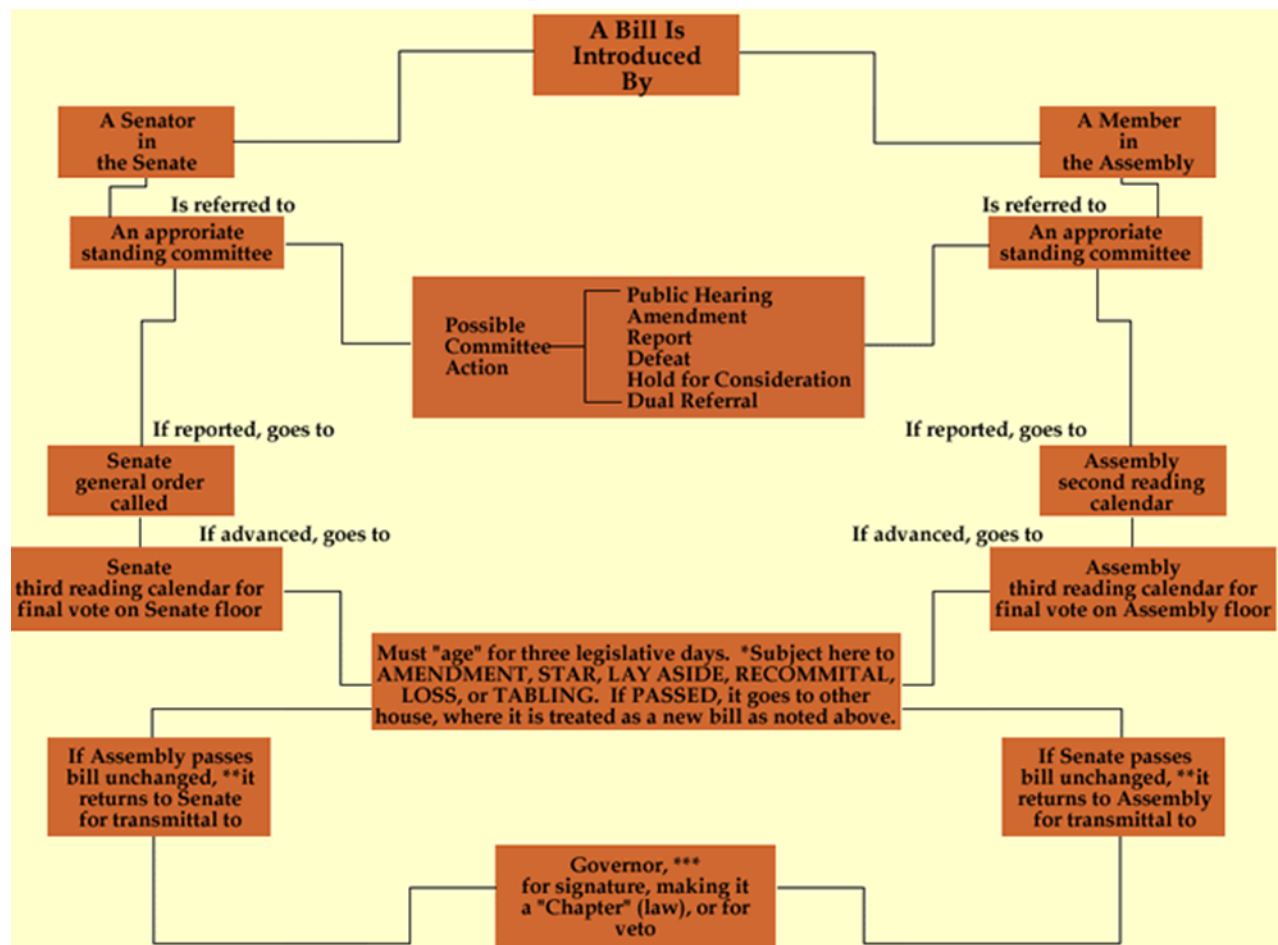 A Bill Is
Introduced
By
A Senator
in
the Senate
A Member
in
the Assembly
Is referred to
Is referred to
An approriate
standing committee
An approriate
standing committee
Possible
Committee
Action
Public Hearing
Amendment
Report
Defeat
Hold for Consideration
Dual Referral
If reported, goes to
If reported, goes to
Senate
general order
called
Assembly
second reading
calendar
If advanced, goes to
If advanced, goes to
Senate
third reading calendar for
final vote on Senate floor
Assembly
third reading calendar for
final vote on Assembly floor
Must "age" for three legislative days. *Subject here to
AMENDMENT, STAR, LAY ASIDE, RECOMMITAL,
LOSS, or TABLING. If PASSED, it goes to other
house, where it is treated as a new bill as noted above.
If Assembly passes
bill unchanged, **it
returns to Senate
for transmittal to
If Senate passes
bill unchanged, **it
returns to Assembly
for transmittal to
Governor, ***
for signature, making it
a "Chapter" (law), or for
veto